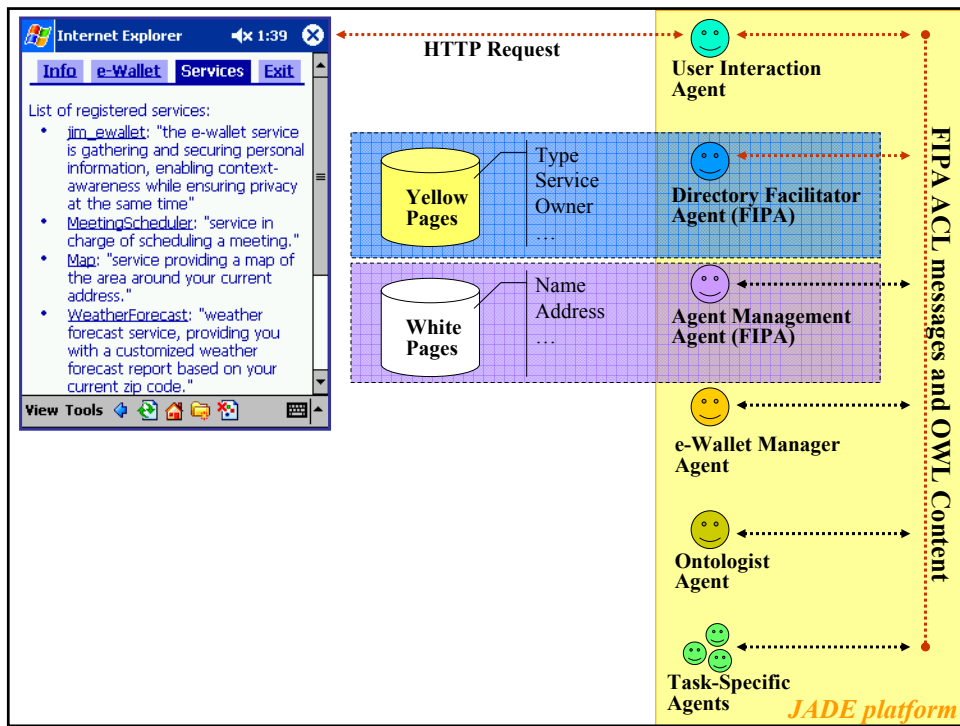 Internet Explorer 1:39
Info e-Wallet Services Exit
List of registered services:
• jim_ewallet: "the e-wallet service
is gathering and securing personal
information, enabling context-
awareness while ensuring privacy
at the same time"
• MeetingScheduler: "service in
charge of scheduling a meeting."
• Map: "service providing a map of
the area around your current
address."
• WeatherForecast: "weather
forecast service, providing you
with a customized weather
forecast report based on your
current zip code."
View Tools
HTTP Request
User Interaction
Agent
Yellow
Pages
Type
Service
Owner
…
Directory Facilitator
Agent (FIPA)
White
Pages
Name
Address
…
Agent Management
Agent (FIPA)
e-Wallet Manager
Agent
Ontologist
Agent
Task-Specific
Agents
FIPA ACL messages and OWL Content
JADE platform